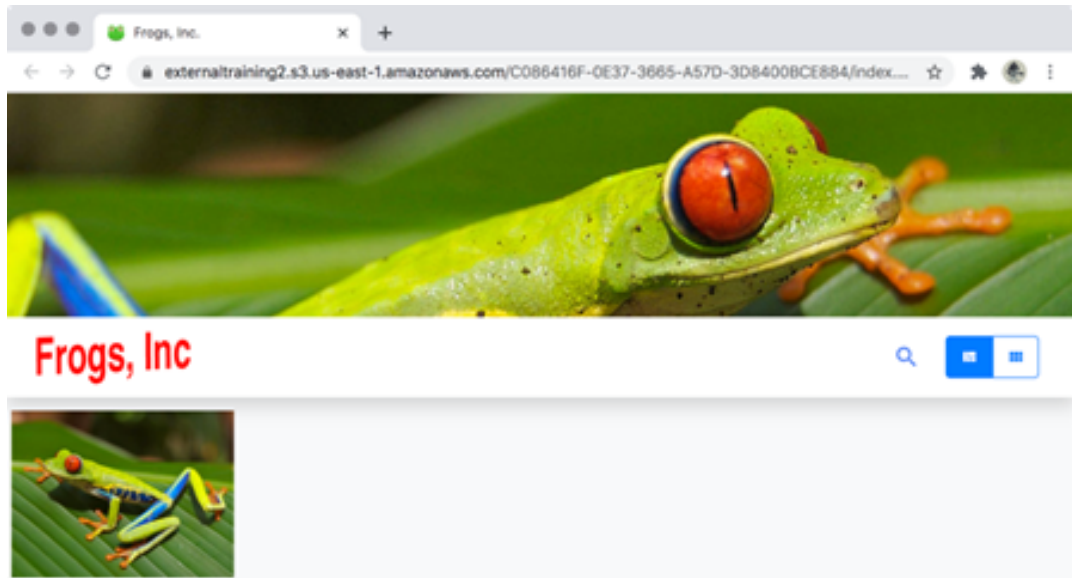 Frogs, Inc.
externaltraining2.s3.us-east-1.amazonaws.com/C086416F-0E37-3665-A57D-3D8400BCE884/index....
Frogs, Inc